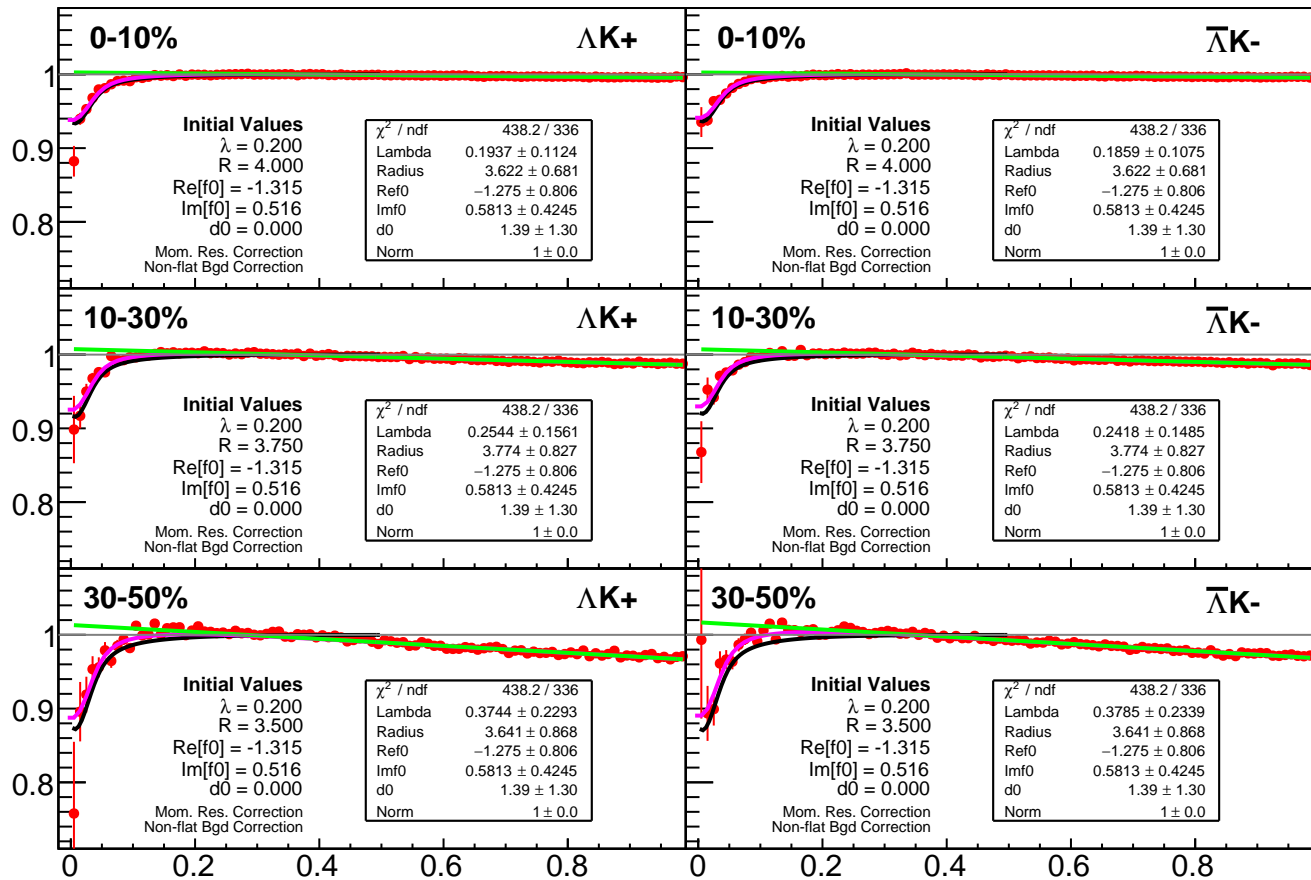 0-10%
ΛK+
1
0.9
0.8
Initial Values
λ = 0.200
R = 4.000
Re[f0] = -1.315
Im[f0] = 0.516
d0 = 0.000
Mom. Res. Correction
Non-flat Bgd Correction
χ² / ndf 438.2 / 336
Lambda 0.1937 ± 0.1124
Radius 3.622 ± 0.681
Ref0 −1.275 ± 0.806
Imf0 0.5813 ± 0.4245
d0 1.39 ± 1.30
Norm 1 ± 0.0
0-10%
Λ̅K-
Initial Values
λ = 0.200
R = 4.000
Re[f0] = -1.315
Im[f0] = 0.516
d0 = 0.000
Mom. Res. Correction
Non-flat Bgd Correction
χ² / ndf 438.2 / 336
Lambda 0.1859 ± 0.1075
Radius 3.622 ± 0.681
Ref0 −1.275 ± 0.806
Imf0 0.5813 ± 0.4245
d0 1.39 ± 1.30
Norm 1 ± 0.0
10-30%
ΛK+
1
0.9
0.8
Initial Values
λ = 0.200
R = 3.750
Re[f0] = -1.315
Im[f0] = 0.516
d0 = 0.000
Mom. Res. Correction
Non-flat Bgd Correction
χ² / ndf 438.2 / 336
Lambda 0.2544 ± 0.1561
Radius 3.774 ± 0.827
Ref0 −1.275 ± 0.806
Imf0 0.5813 ± 0.4245
d0 1.39 ± 1.30
Norm 1 ± 0.0
10-30%
Λ̅K-
Initial Values
λ = 0.200
R = 3.750
Re[f0] = -1.315
Im[f0] = 0.516
d0 = 0.000
Mom. Res. Correction
Non-flat Bgd Correction
χ² / ndf 438.2 / 336
Lambda 0.2418 ± 0.1485
Radius 3.774 ± 0.827
Ref0 −1.275 ± 0.806
Imf0 0.5813 ± 0.4245
d0 1.39 ± 1.30
Norm 1 ± 0.0
30-50%
ΛK+
1
0.9
0.8
Initial Values
λ = 0.200
R = 3.500
Re[f0] = -1.315
Im[f0] = 0.516
d0 = 0.000
Mom. Res. Correction
Non-flat Bgd Correction
χ² / ndf 438.2 / 336
Lambda 0.3744 ± 0.2293
Radius 3.641 ± 0.868
Ref0 −1.275 ± 0.806
Imf0 0.5813 ± 0.4245
d0 1.39 ± 1.30
Norm 1 ± 0.0
30-50%
Λ̅K-
Initial Values
λ = 0.200
R = 3.500
Re[f0] = -1.315
Im[f0] = 0.516
d0 = 0.000
Mom. Res. Correction
Non-flat Bgd Correction
χ² / ndf 438.2 / 336
Lambda 0.3785 ± 0.2339
Radius 3.641 ± 0.868
Ref0 −1.275 ± 0.806
Imf0 0.5813 ± 0.4245
d0 1.39 ± 1.30
Norm 1 ± 0.0
0 0.2 0.4 0.6 0.8 0 0.2 0.4 0.6 0.8